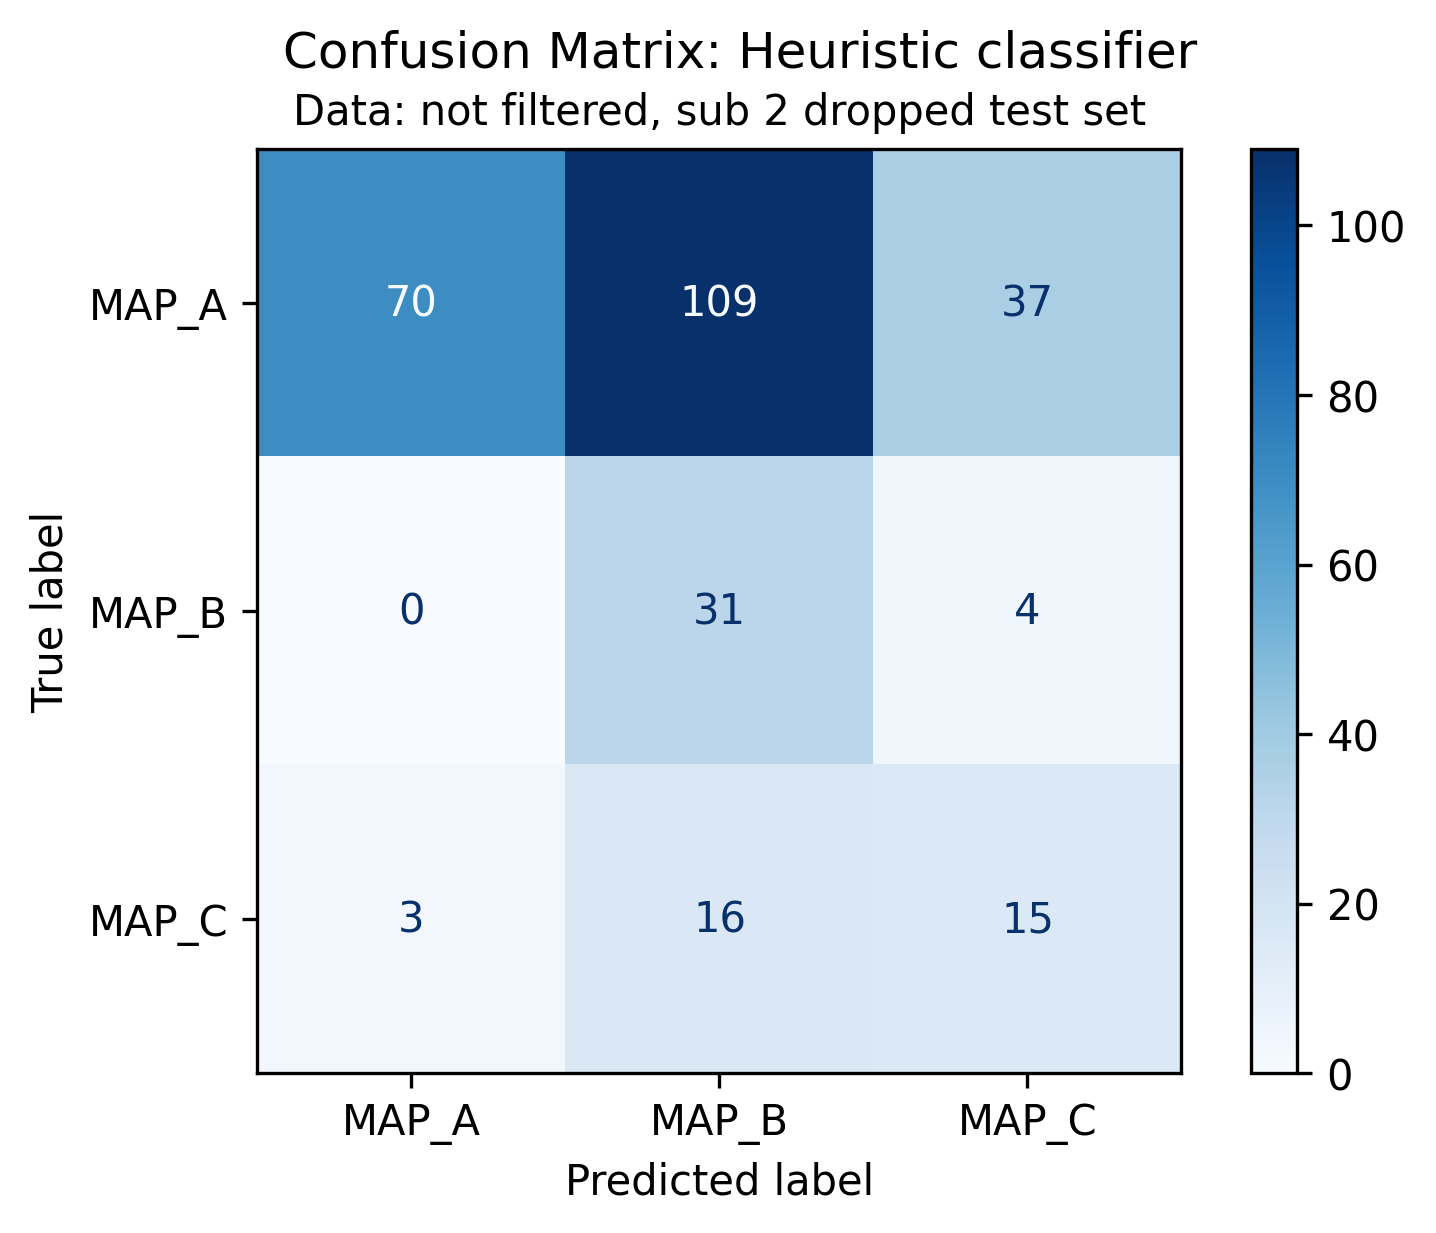 Confusion Matrix: Heuristic classifier
Data: not filtered, sub 2 dropped test set
True label
MAP_A 70 109 37
MAP_B 0 31 4
MAP_C 3 16 15
MAP_A MAP_B MAP_C
Predicted label
100
80
60
40
20
0